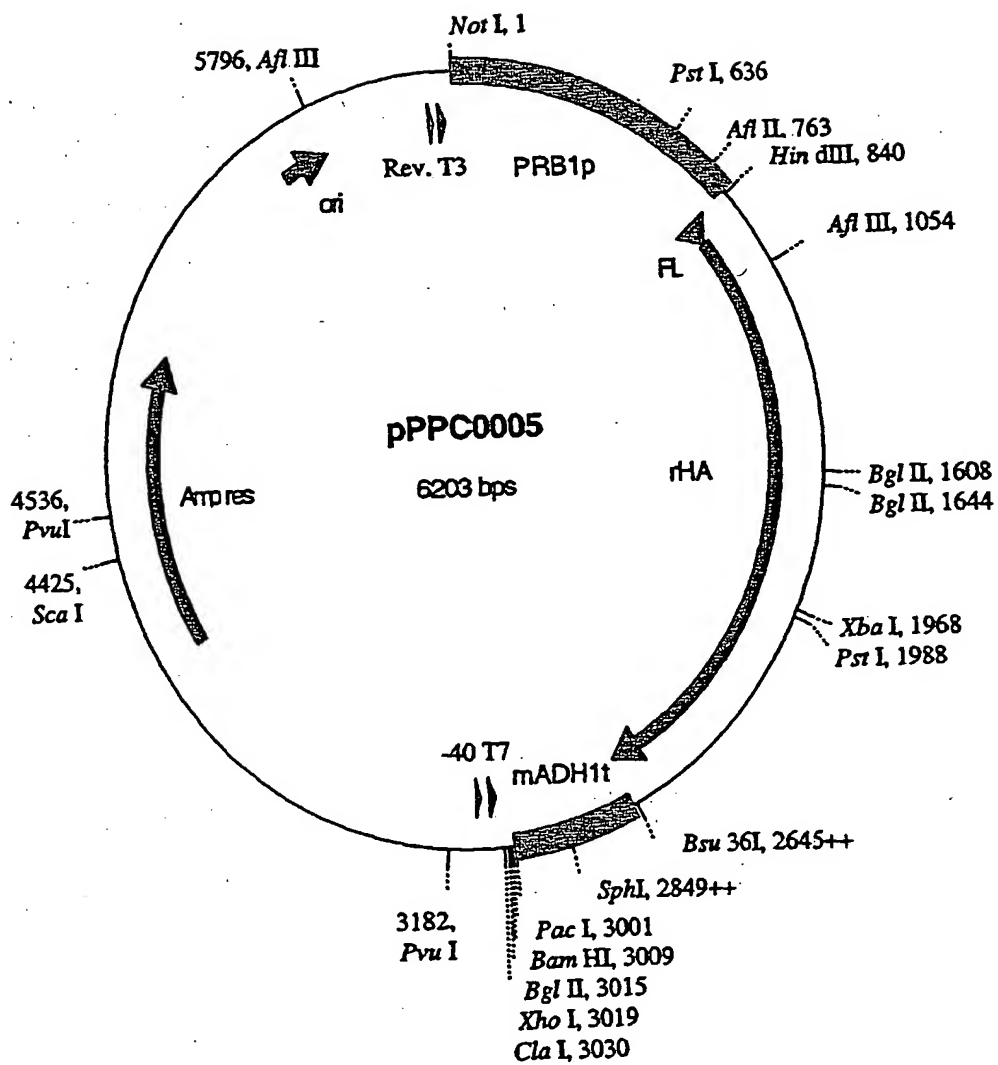 Not I, 1
5796, Afl III
Pst I, 636
Afl II, 763
Hin dIII, 840
Rev. T3
PRB1p
ori
Afl III, 1054
FL
pPPC0005
6203 bps
rHA
Bgl II, 1608
Bgl II, 1644
Amp res
4536,
PvuI
4425,
Sca I
Xba I, 1968
Pst I, 1988
-40 T7
mADH1t
Bsu 36I, 2645++
SphI, 2849++
3182,
Pvu I
Pac I, 3001
Bam HI, 3009
Bgl II, 3015
Xho I, 3019
Cla I, 3030